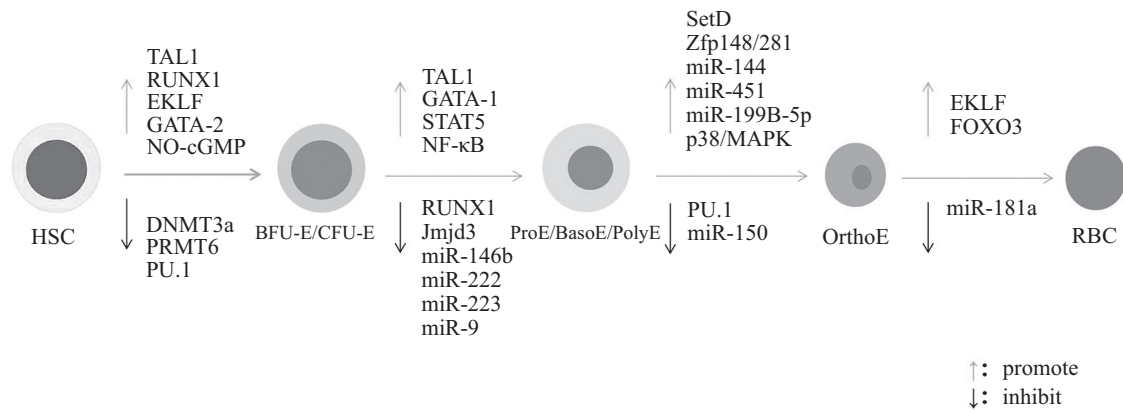 TAL1
RUNX1
EKLF
GATA-2
NO-cGMP
TAL1
GATA-1
STAT5
NF-κB
SetD
Zfp148/281
miR-144
miR-451
miR-199B-5p
p38/MAPK
EKLF
FOXO3
HSC
BFU-E/CFU-E
ProE/BasoE/PolyE
OrthoE
RBC
DNMT3a
PRMT6
PU.1
RUNX1
Jmjd3
miR-146b
miR-222
miR-223
miR-9
PU.1
miR-150
miR-181a
↑: promote
↓: inhibit